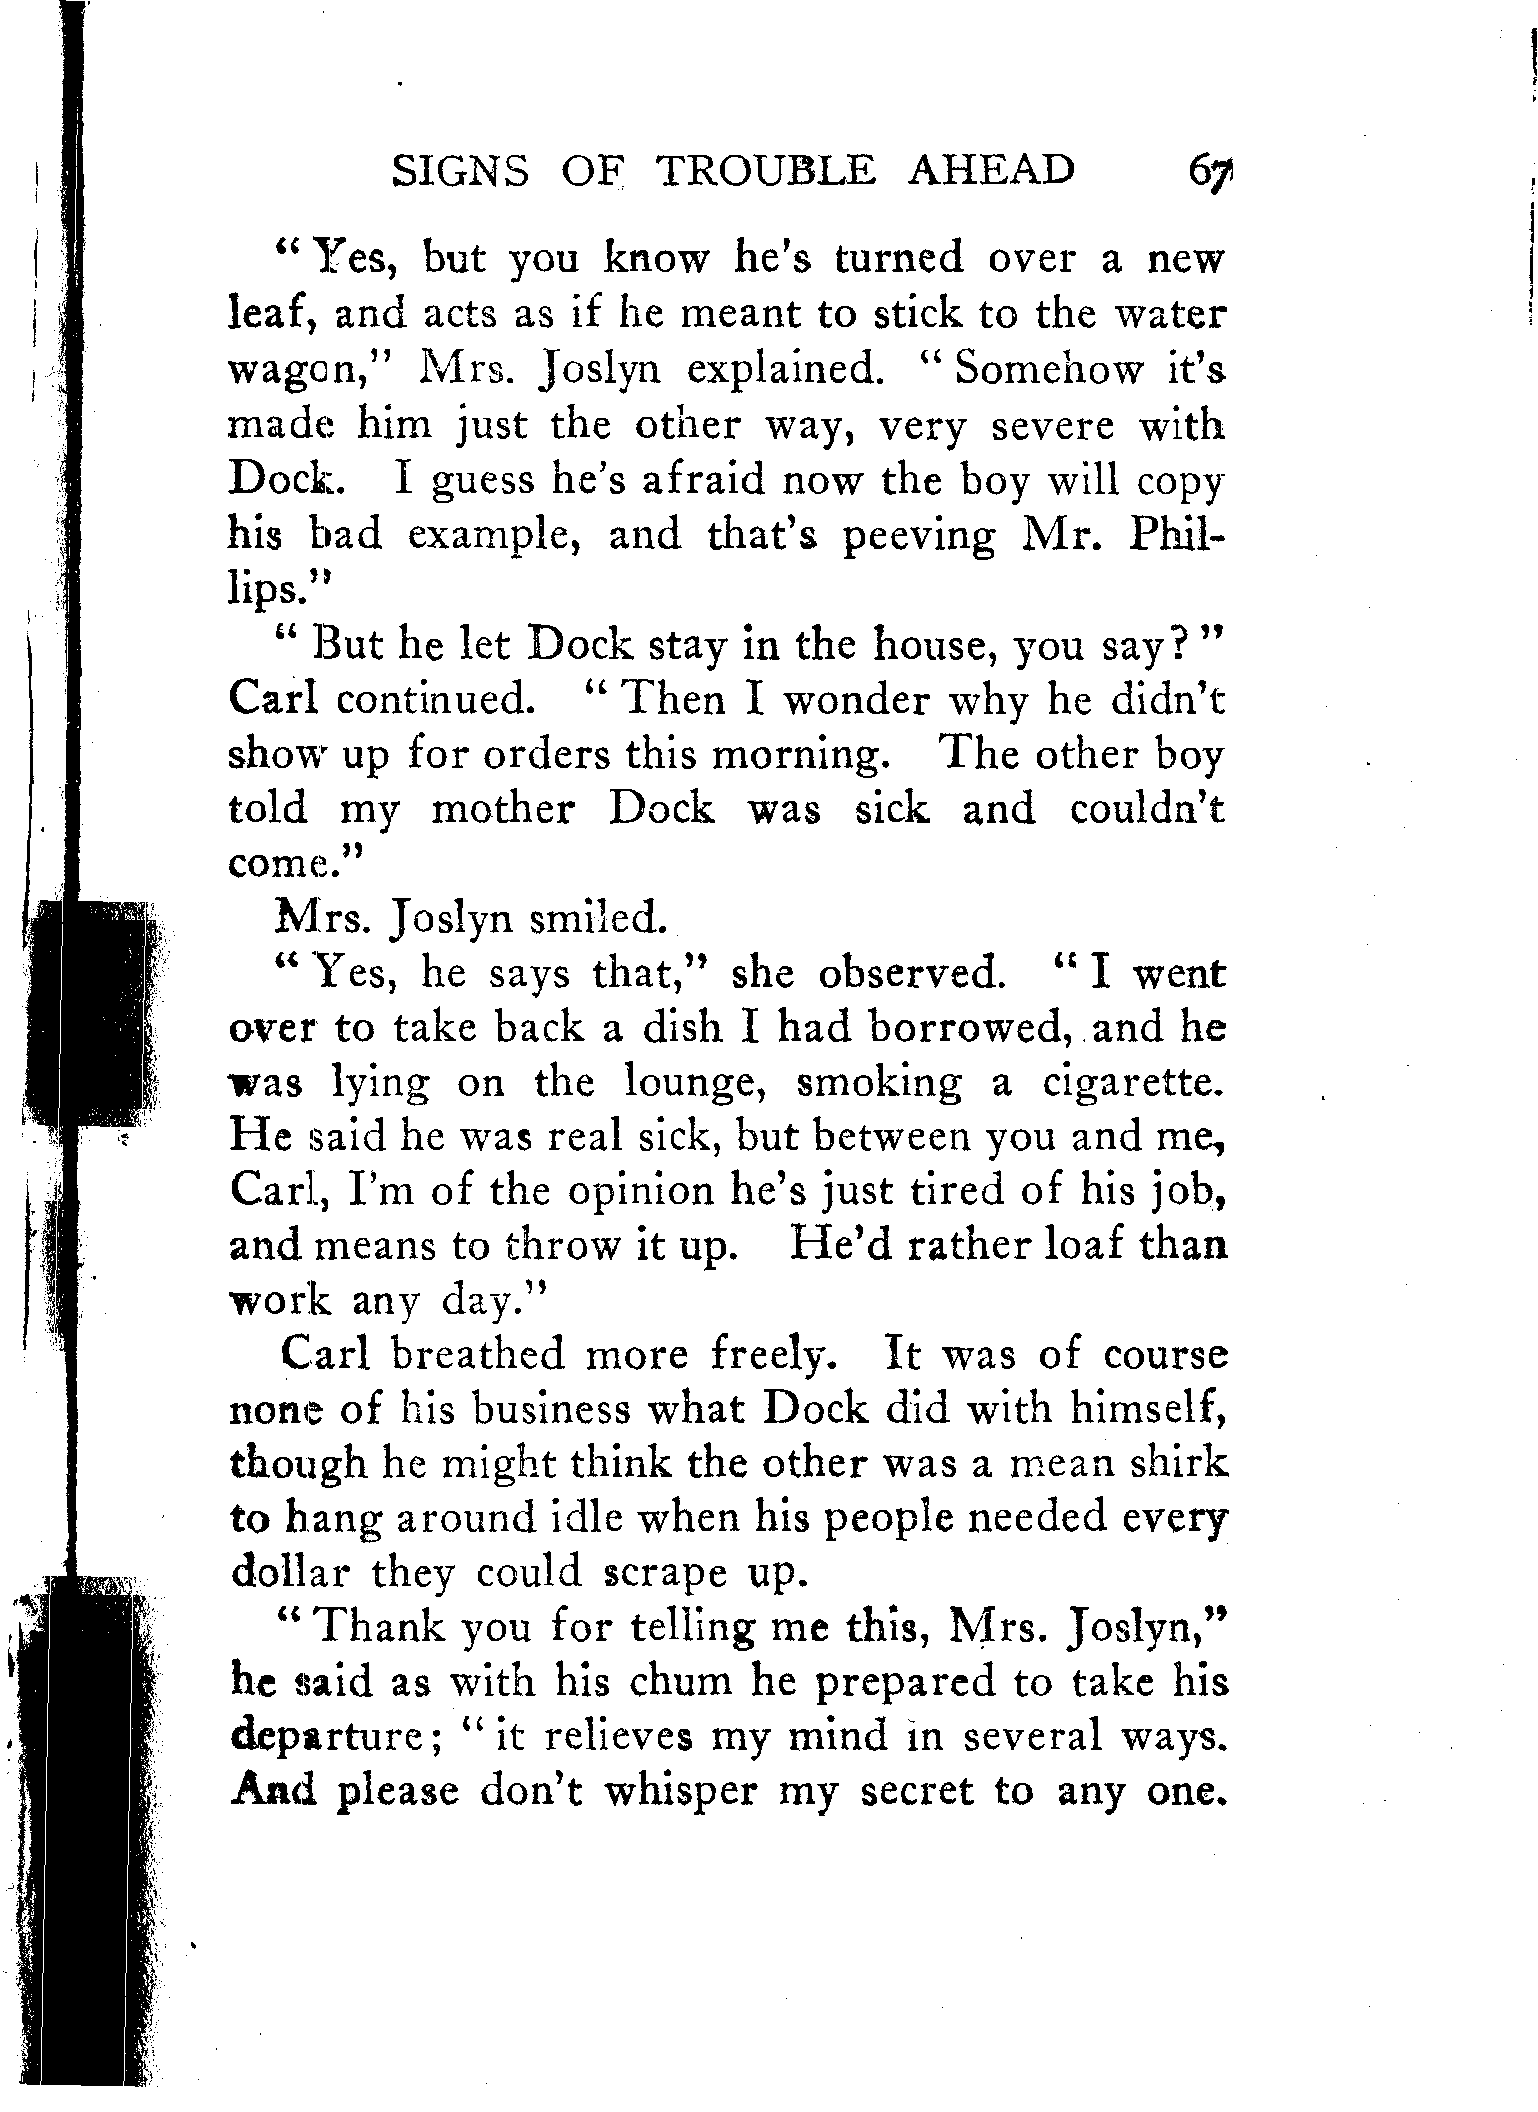 SIGNS OF TROUBLE AHEAD 67
“Yes, but you know he's turned over a new
leaf, and acts as if he meant to stick to the water
wagon,” Mrs. Joslyn explained. “Somehow it's
made him just the other way, very severe with
Dock. I guess he's afraid now the boy will copy
his bad example, and that's peeving Mr. Phil-
lips.”
“But he let Dock stay in the house, you say?”
Carl continued. “Then I wonder why he didn't
show up for orders this morning. The other boy
told my mother Dock was sick and couldn't
come.”
Mrs. Joslyn smiled.
“Yes, he says that,” she observed. “I went
over to take back a dish I had borrowed, and he
was lying on the lounge, smoking a cigarette.
He said he was real sick, but between you and me,
Carl, I'm of the opinion he's just tired of his job,
and means to throw it up. He'd rather loaf than
work any day.”
Carl breathed more freely. It was of course
none of his business what Dock did with himself,
though he might think the other was a mean shirk
to hang around idle when his people needed every
dollar they could scrape up.
“Thank you for telling me this, Mrs. Joslyn,”
he said as with his chum he prepared to take his
departure; “it relieves my mind in several ways.
And please don't whisper my secret to any one.